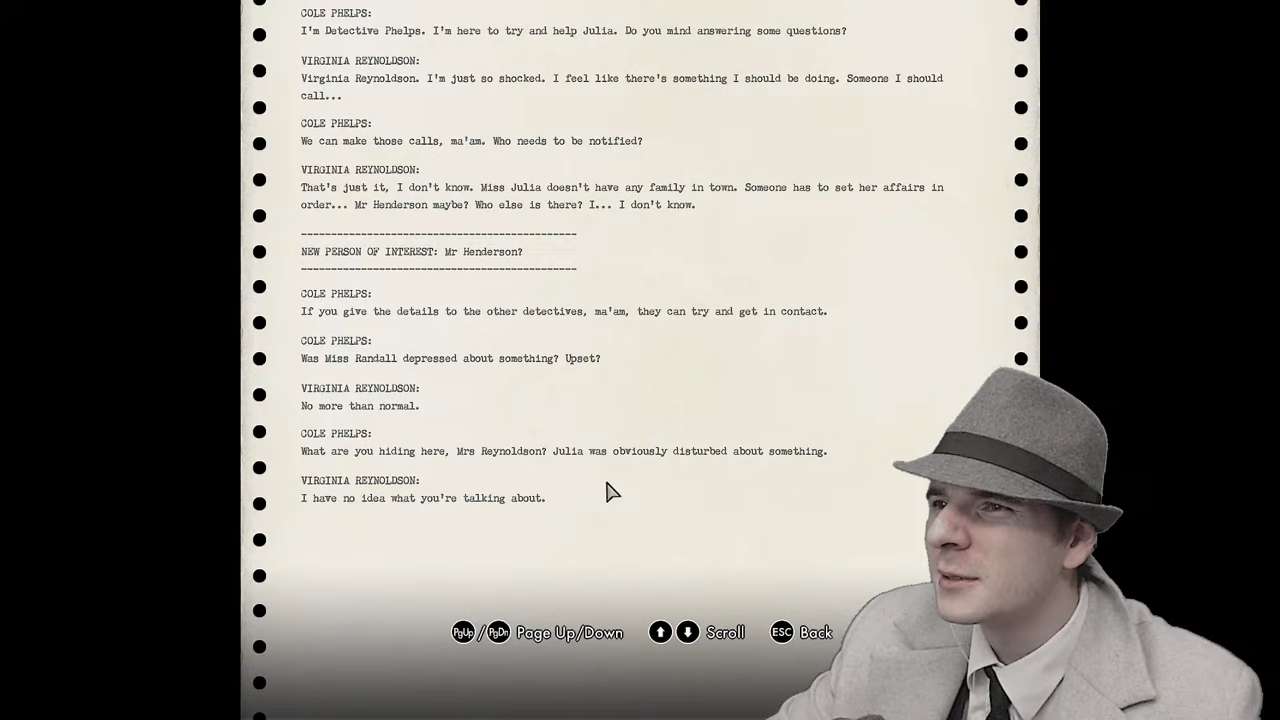 COLE PHELPS:
I'm Detective Phelps. I'm here to try and help Julia. Do you mind answering some questions?
VIRGINIA REYNOLDSON:
Virginia Reynoldson. I'm just so shocked. I feel like there's something I should be doing. Someone I should
call...
COLE PHELPS:
We can make those calls, ma'am. Who needs to be notified?
VIRGINIA REYNOLDSON:
That's just it, I don't know. Miss Julia doesn't have any family in town. Someone has to set her affairs in
order... Mr Henderson maybe? Who else is there? I... I don't know.
----------------------------------------------
NEW PERSON OF INTEREST: Mr Henderson?
----------------------------------------------
COLE PHELPS:
If you give the details to the other detectives, ma'am, they can try and get in contact.
COLE PHELPS:
Was Miss Randall depressed about something? Upset?
VIRGINIA REYNOLDSON:
No more than normal.
COLE PHELPS:
What are you hiding here, Mrs Reynoldson? Julia was obviously disturbed about something.
VIRGINIA REYNOLDSON:
I have no idea what you're talking about.
PgUp / PgDn Page Up/Down ↑ ↓ Scroll ESC Back